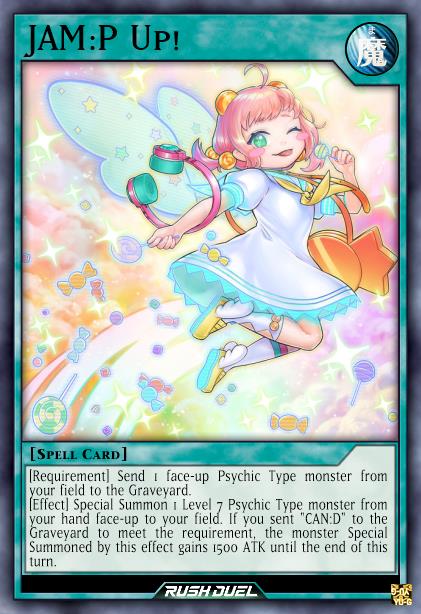 JAM:P UP!
ま
魔
[SPELL CARD]
[Requirement] Send 1 face-up Psychic Type monster from
your field to the Graveyard.
[Effect] Special Summon 1 Level 7 Psychic Type monster from
your hand face-up to your field. If you sent "CAN:D" to the
Graveyard to meet the requirement, the monster Special
Summoned by this effect gains 1500 ATK until the end of this
turn.
RUSH DUEL